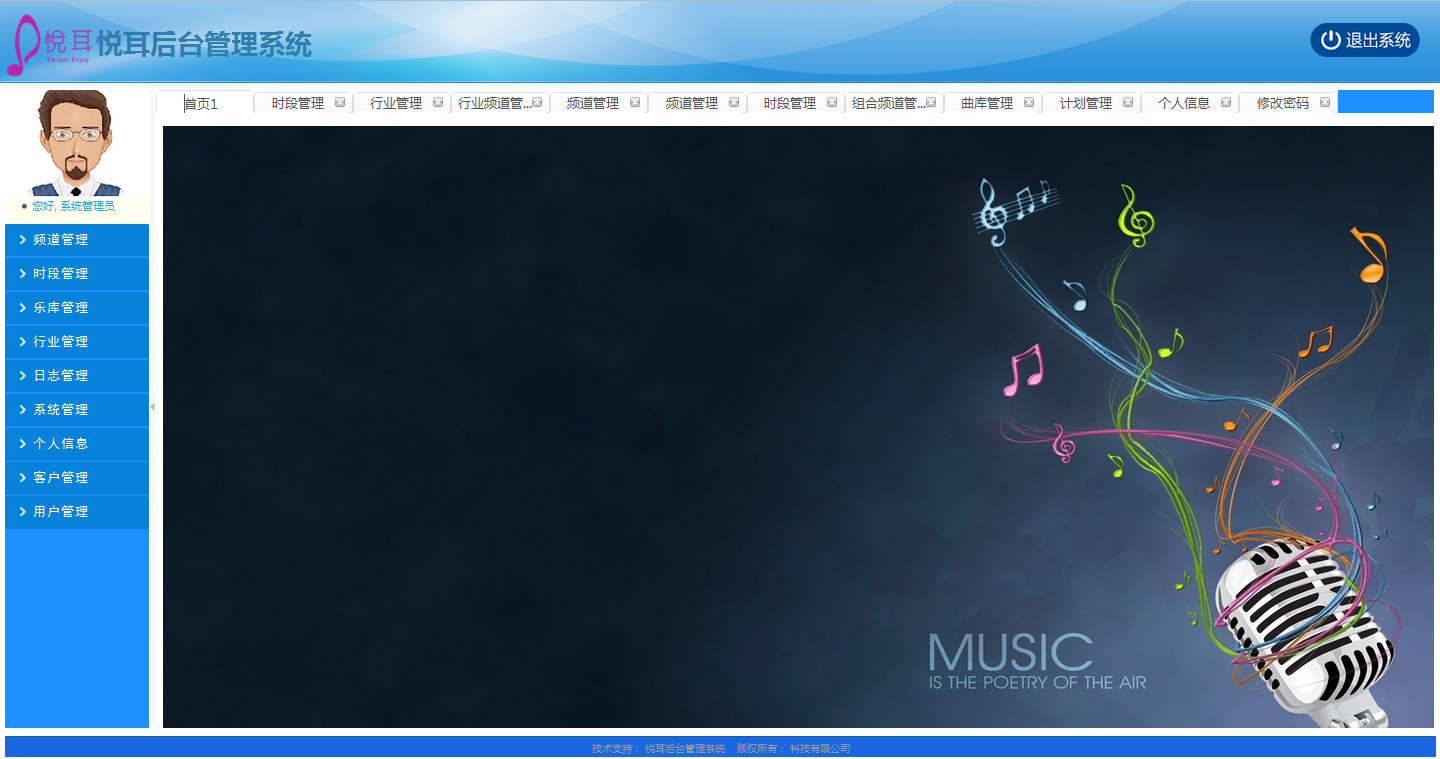 悦耳
Earson Enjoy
悦耳后台管理系统
退出系统
首页1 时段管理 行业管理 行业频道管... 频道管理 频道管理 时段管理 组合频道管... 曲库管理 计划管理 个人信息 修改密码
您好, 系统管理员
频道管理
时段管理
乐库管理
行业管理
日志管理
系统管理
个人信息
客户管理
用户管理
MUSIC
IS THE POETRY OF THE AIR
技术支持： 悦耳后台管理系统 版权所有： 科技有限公司